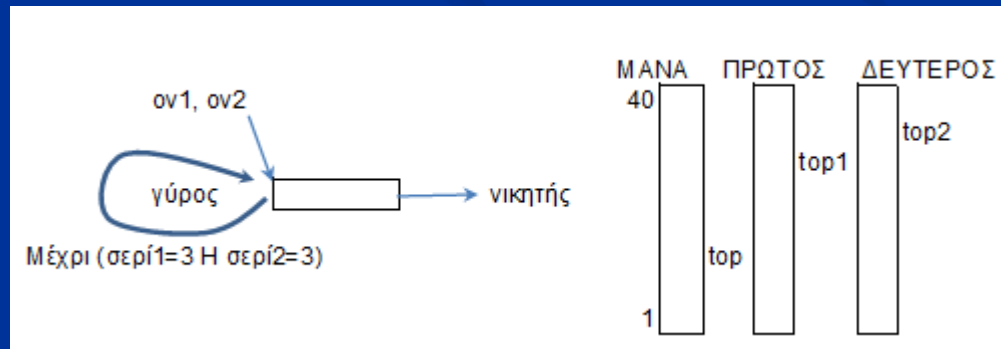 ον1, ον2
γύρος
νικητής
Μέχρι (σερί1=3 Η σερί2=3)
ΜΑΝΑ ΠΡΩΤΟΣ ΔΕΥΤΕΡΟΣ
40
top2
top1
top
1